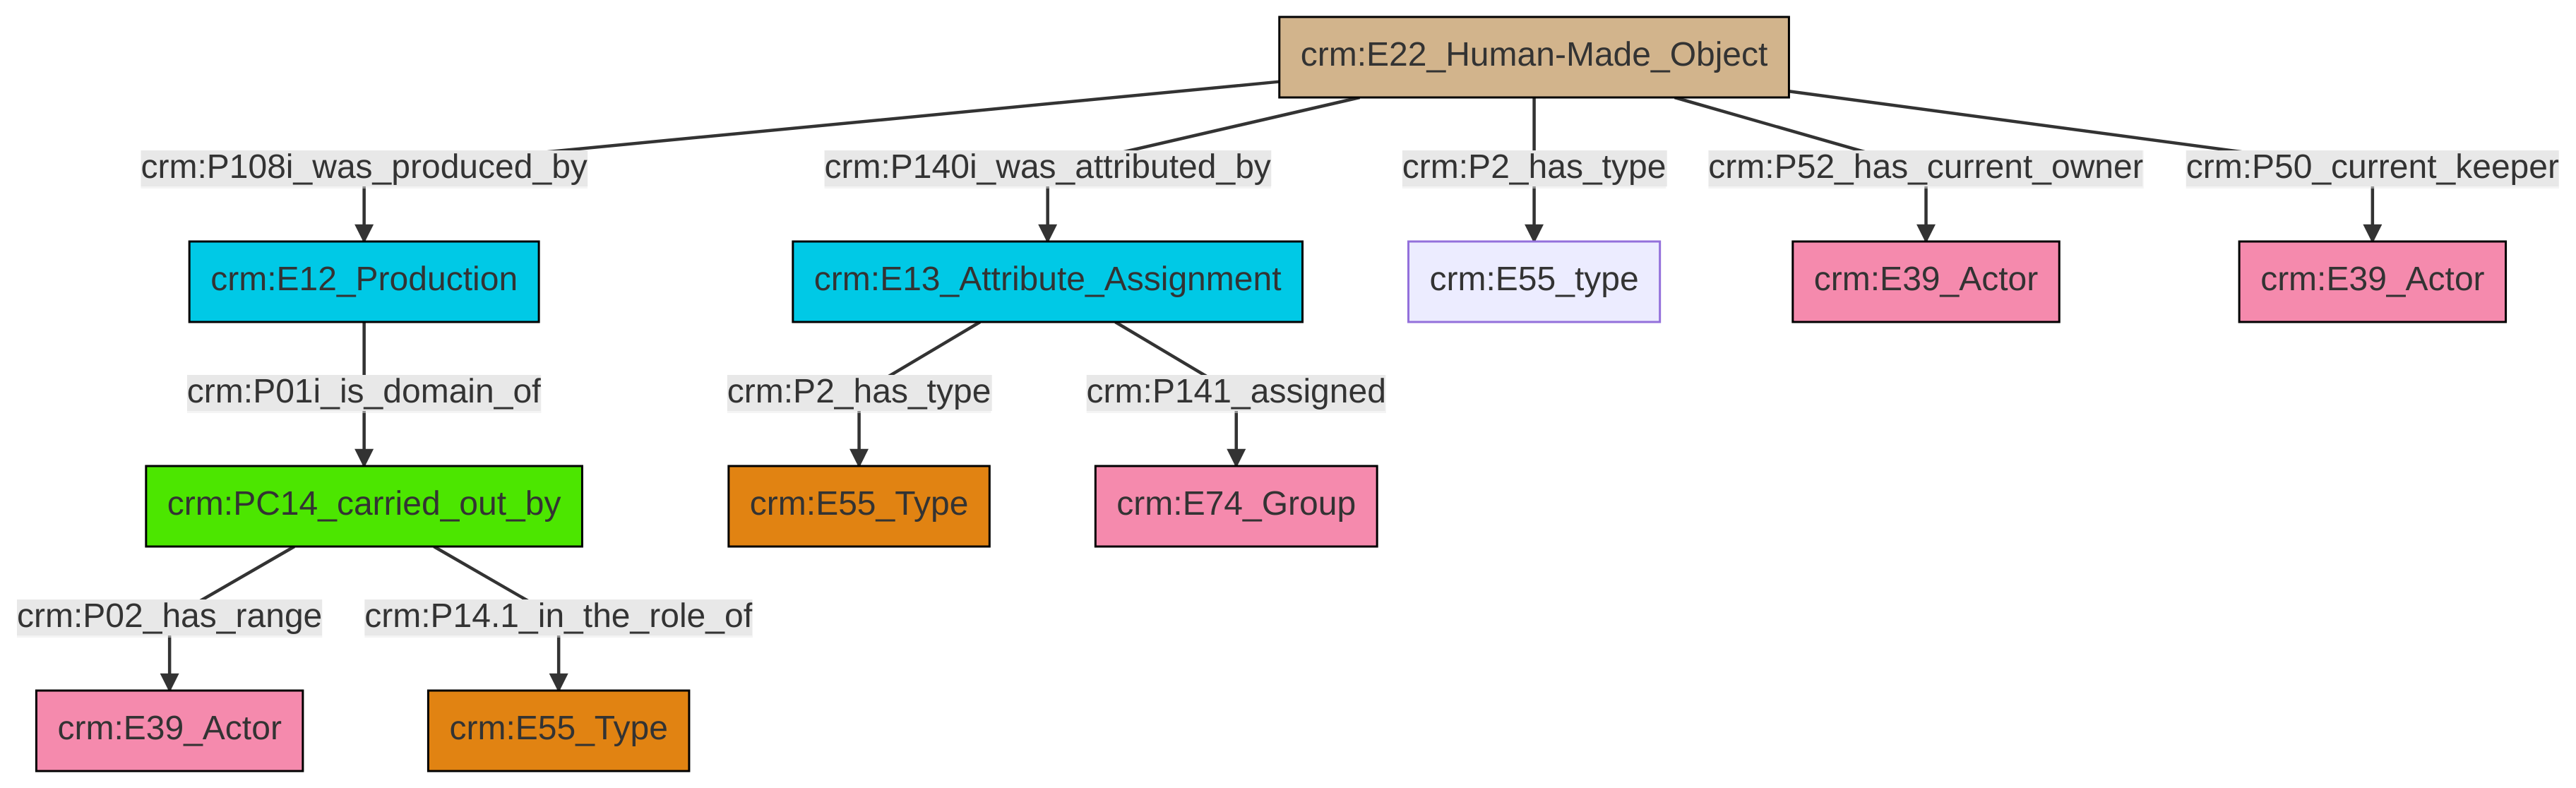 crm:E22_Human-Made_Object
crm:P108i_was_produced_by
crm:P140i_was_attributed_by
crm:P2_has_type
crm:P52_has_current_owner
crm:P50_current_keeper
crm:E12_Production
crm:E13_Attribute_Assignment
crm:E55_type
crm:E39_Actor
crm:E39_Actor
crm:P01i_is_domain_of
crm:P2_has_type
crm:P141_assigned
crm:PC14_carried_out_by
crm:E55_Type
crm:E74_Group
crm:P02_has_range
crm:P14.1_in_the_role_of
crm:E39_Actor
crm:E55_Type